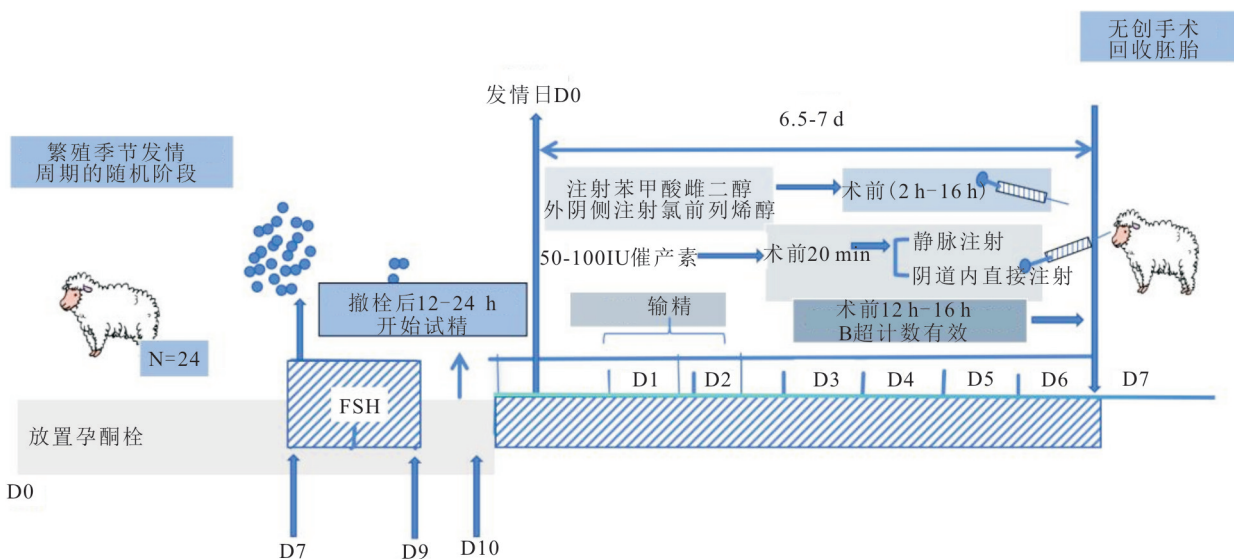 无创手术
回收胚胎
发情日D0
6.5-7 d
繁殖季节发情
周期的随机阶段
注射苯甲酸雌二醇
外阴侧注射氯前列烯醇
术前(2 h-16 h)
50-100IU催产素
术前20 min
静脉注射
阴道内直接注射
撤栓后12-24 h
开始试精
输精
术前12 h-16 h
B超计数有效
N=24
D1
D2
D3
D4
D5
D6
D7
FSH
放置孕酮栓
D0
D7
D9
D10